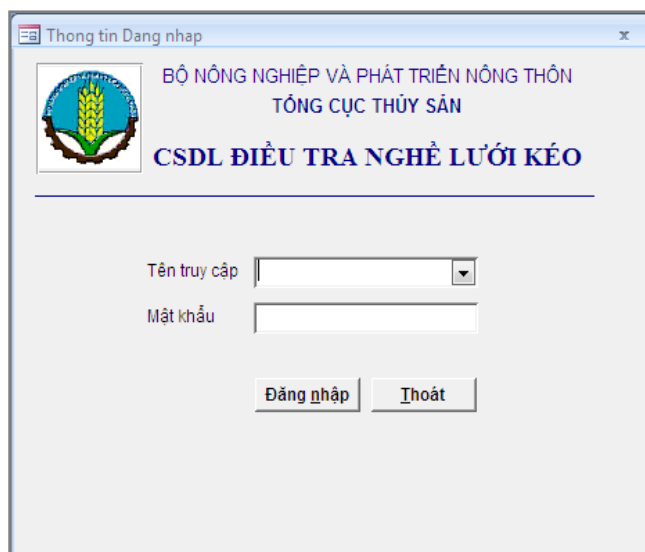 Thong tin Dang nhap
x
BỘ NÔNG NGHIỆP VÀ PHÁT TRIỂN NÔNG THÔN
TỔNG CỤC THỦY SẢN
CSDL ĐIỀU TRA NGHỀ LƯỚI KÉO
Tên truy cập
Mật khẩu
Đăng nhập Thoát